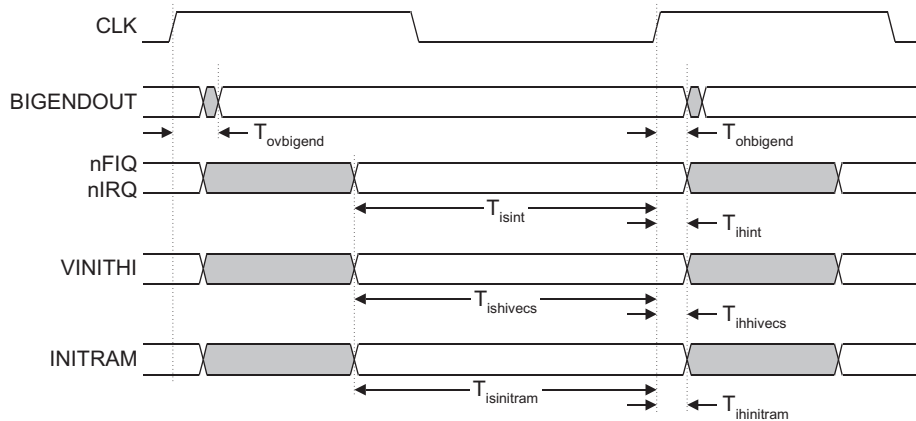 CLK
BIGENDOUT
Tovbigend
Tohbigend
nFIQ
nIRQ
Tisint
Tihint
VINITHI
Tishivecs
Tihhivecs
INITRAM
Tisinitram
Tihinitram